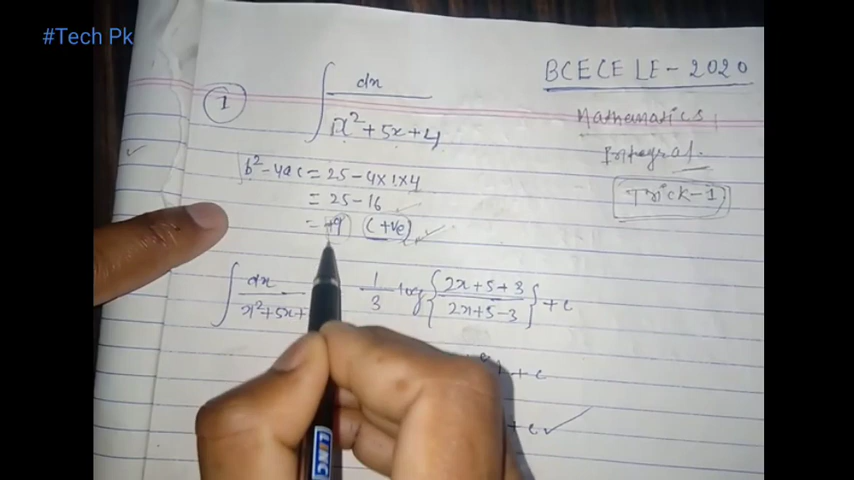 #Tech Pk
BCECE LE-2020
Mathematics,
Integral.
Trick-1
1
∫ dx / x² + 5x + 4
b² - 4ac = 25 - 4×1×4
= 25 - 16
= +9 (+ve)
∫ dx / x² + 5x + 1/3 log { 2x + 5 + 3 / 2x + 5 - 3 } + c
+ c
+ c
LINC